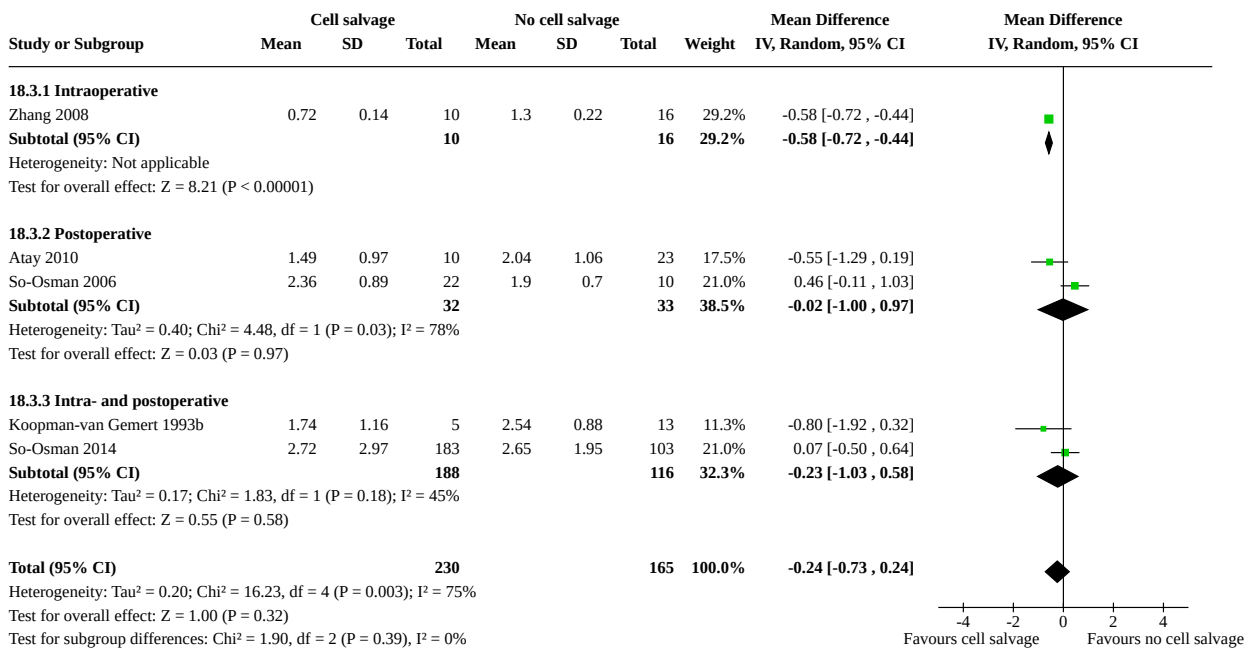 Cell salvage No cell salvage Mean Difference Mean Difference
Study or Subgroup Mean SD Total Mean SD Total Weight IV, Random, 95% CI IV, Random, 95% CI
18.3.1 Intraoperative
Zhang 2008 0.72 0.14 10 1.3 0.22 16 29.2% -0.58 [-0.72 , -0.44]
Subtotal (95% CI) 10 16 29.2% -0.58 [-0.72 , -0.44]
Heterogeneity: Not applicable
Test for overall effect: Z = 8.21 (P < 0.00001)
18.3.2 Postoperative
Atay 2010 1.49 0.97 10 2.04 1.06 23 17.5% -0.55 [-1.29 , 0.19]
So-Osman 2006 2.36 0.89 22 1.9 0.7 10 21.0% 0.46 [-0.11 , 1.03]
Subtotal (95% CI) 32 33 38.5% -0.02 [-1.00 , 0.97]
Heterogeneity: Tau² = 0.40; Chi² = 4.48, df = 1 (P = 0.03); I² = 78%
Test for overall effect: Z = 0.03 (P = 0.97)
18.3.3 Intra- and postoperative
Koopman-van Gemert 1993b 1.74 1.16 5 2.54 0.88 13 11.3% -0.80 [-1.92 , 0.32]
So-Osman 2014 2.72 2.97 183 2.65 1.95 103 21.0% 0.07 [-0.50 , 0.64]
Subtotal (95% CI) 188 116 32.3% -0.23 [-1.03 , 0.58]
Heterogeneity: Tau² = 0.17; Chi² = 1.83, df = 1 (P = 0.18); I² = 45%
Test for overall effect: Z = 0.55 (P = 0.58)
Total (95% CI) 230 165 100.0% -0.24 [-0.73 , 0.24]
Heterogeneity: Tau² = 0.20; Chi² = 16.23, df = 4 (P = 0.003); I² = 75%
Test for overall effect: Z = 1.00 (P = 0.32)
-4 -2 0 2 4
Test for subgroup differences: Chi² = 1.90, df = 2 (P = 0.39), I² = 0%
Favours cell salvage Favours no cell salvage